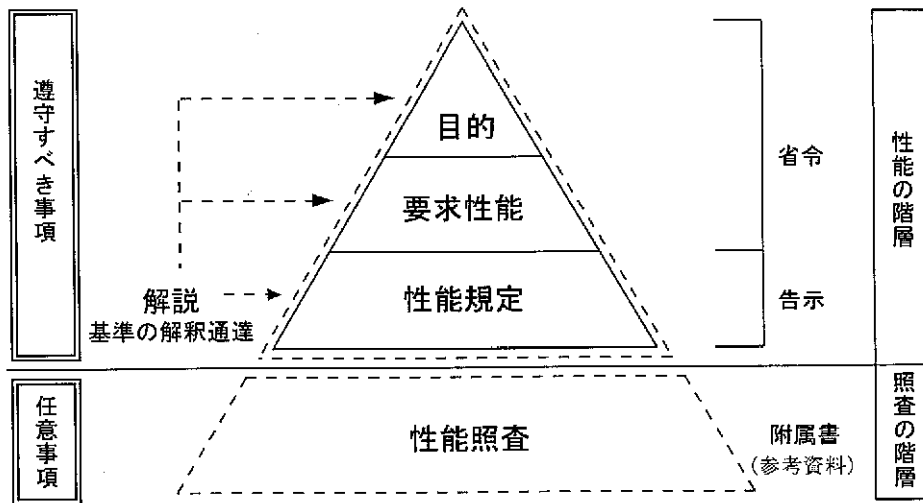 遵守すべき事項
目的
要求性能
性能規定
解説
基準の解釈通達
省令
告示
性能の階層
任意事項
性能照査
附属書
(参考資料)
照査の階層